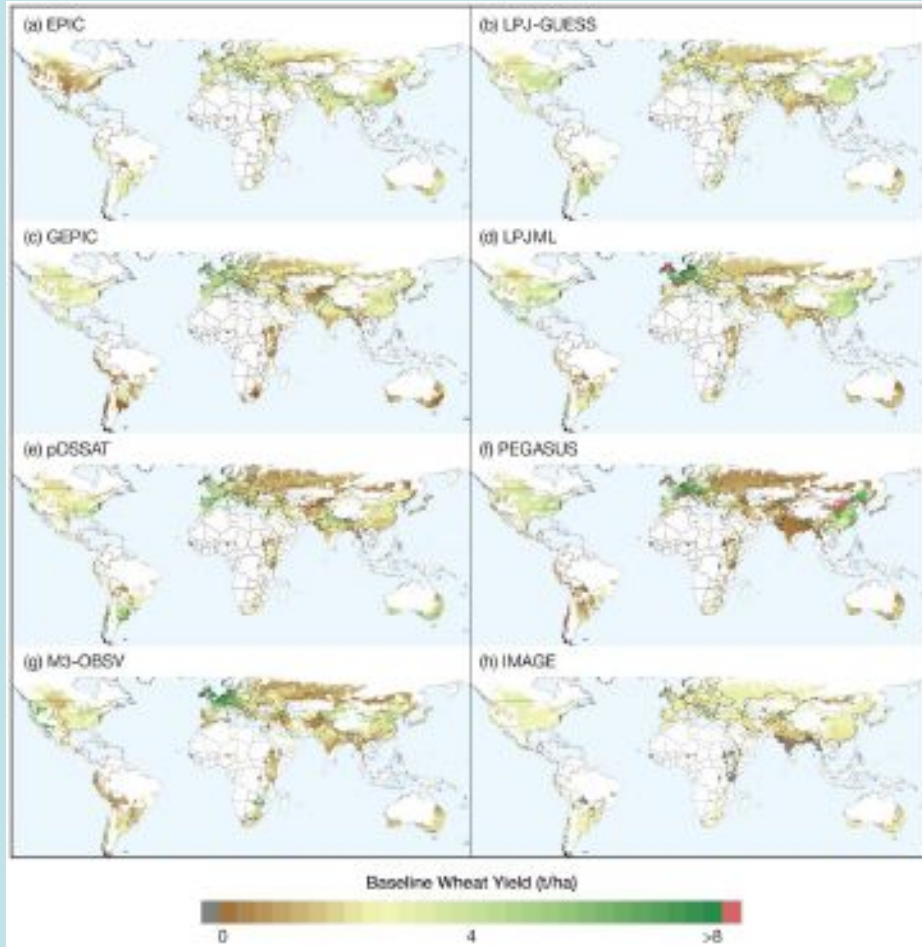 (a) EPIC
(b) LPJ-GUESS
(c) GEPIC
(d) LPJML
(e) pDSSAT
(f) PEGASUS
(g) M3-OBSV
(h) IMAGE
Baseline Wheat Yield (t/ha)
0 4 >8